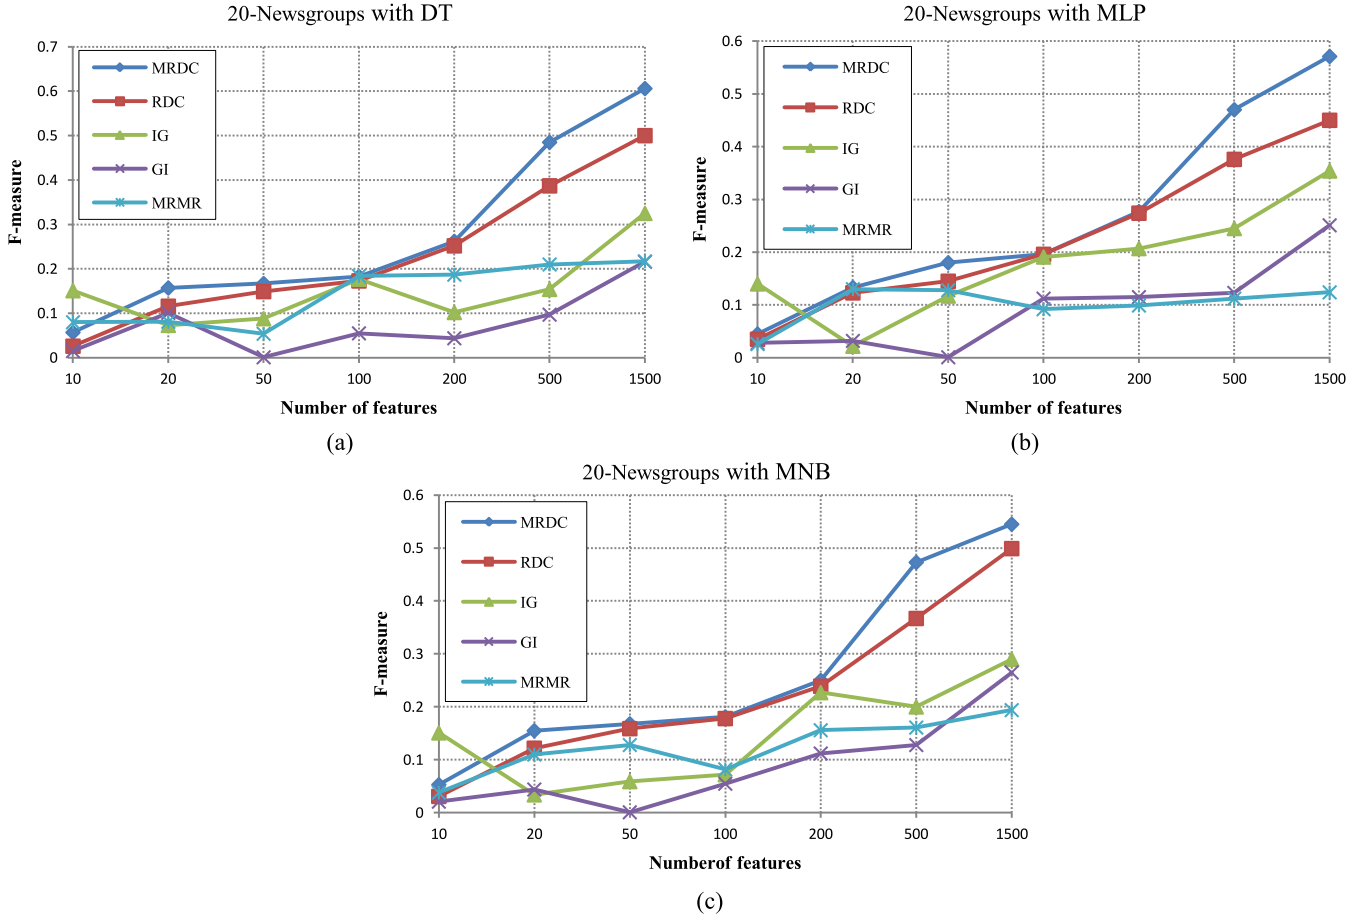 20-Newsgroups with DT
0.7
0.6
0.5
0.4
0.3
0.2
0.1
0
F-measure
MRDC
RDC
IG
GI
MRMR
10 20 50 100 200 500 1500
Number of features
(a)
20-Newsgroups with MLP
0.6
0.5
0.4
0.3
0.2
0.1
0
F-measure
MRDC
RDC
IG
GI
MRMR
10 20 50 100 200 500 1500
Number of features
(b)
20-Newsgroups with MNB
0.6
0.5
0.4
0.3
0.2
0.1
0
F-measure
MRDC
RDC
IG
GI
MRMR
10 20 50 100 200 500 1500
Numberof features
(c)